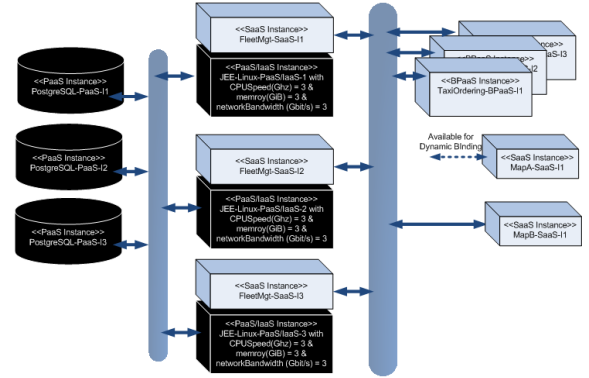 <<SaaS Instance>>
FleetMgt-SaaS-I1
<<PaaS/IaaS Instance>>
JEE-Linux-PaaS/IaaS-1 with
CPUSpeed(Ghz) = 3 &
memroy(GiB) = 3 &
networkBandwidth (Gbit/s) = 3
<<PaaS Instance>>
PostgreSQL-PaaS-I1
<<PaaS Instance>>
PostgreSQL-PaaS-I2
<<PaaS Instance>>
PostgreSQL-PaaS-I3
<<SaaS Instance>>
FleetMgt-SaaS-I2
<<PaaS/IaaS Instance>>
JEE-Linux-PaaS/IaaS-2 with
CPUSpeed(Ghz) = 3 &
memroy(GiB) = 3 &
networkBandwidth (Gbit/s) = 3
<<SaaS Instance>>
FleetMgt-SaaS-I3
<<PaaS/IaaS Instance>>
JEE-Linux-PaaS/IaaS-3 with
CPUSpeed(Ghz) = 3 &
memroy(GiB) = 3 &
networkBandwidth (Gbit/s) = 3
S-I3
I2
<<BPaaS Instance>>
TaxiOrdering-BPaaS-I1
Available for
Dynamic BInding
<<SaaS Instance>>
MapA-SaaS-I1
<<SaaS Instance>>
MapB-SaaS-I1